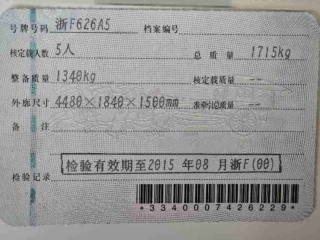 号牌号码 浙F626A5 档案编号
核定载人数 5人 总质量 1715kg
整备质量 1340kg 核定载质量 --
外廓尺寸 4480×1840×1500mm 准牵引总质量 --
备注
检验有效期至2015 年08 月浙F(00)
检验记录
*3340007426229*